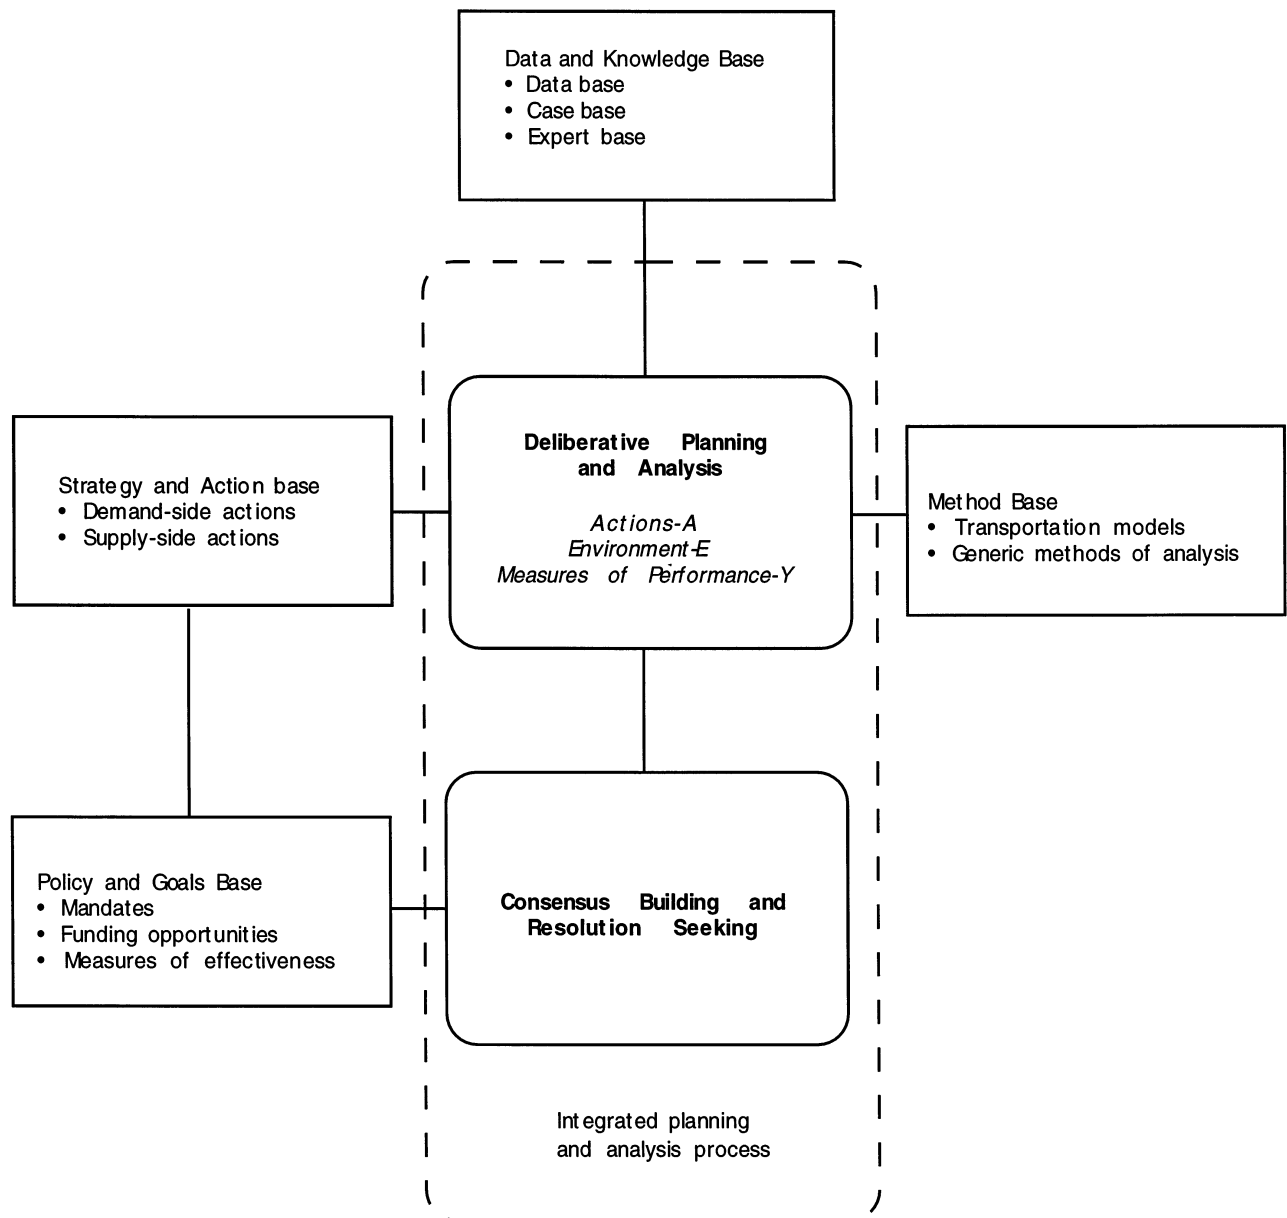 Data and Knowledge Base
• Data base
• Case base
• Expert base
Deliberative Planning
and Analysis
Actions-A
Environment-E
Measures of Performance-Y
Strategy and Action base
• Demand-side actions
• Supply-side actions
Method Base
• Transportation models
• Generic methods of analysis
Policy and Goals Base
• Mandates
• Funding opportunities
• Measures of effectiveness
Consensus Building and
Resolution Seeking
Integrated planning
and analysis process